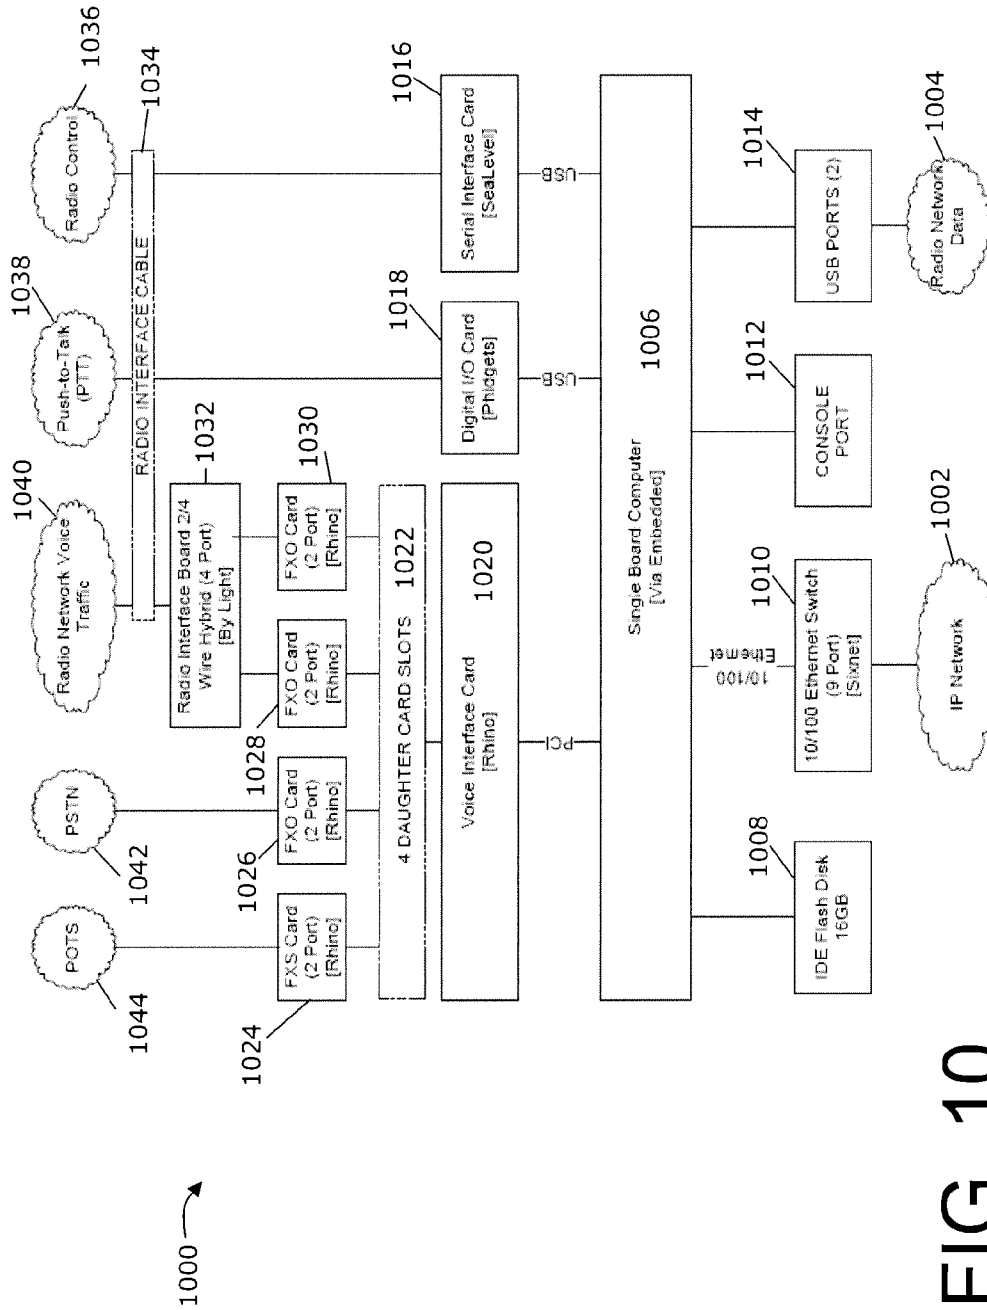 1000
POTS
1044
PSTN
1042
Radio Network Voice
Traffic
1040
Push-to-Talk
(PTT)
1038
Radio Control
1036
RADIO INTERFACE CABLE
1034
Radio Interface Board 2/4
Wire Hybrid (4 Port)
[By Light]
1032
FXS Card
(2 Port)
[Rhino]
1024
FXO Card
(2 Port)
[Rhino]
1026
FXO Card
(2 Port)
[Rhino]
1028
FXO Card
(2 Port)
[Rhino]
1030
4 DAUGHTER CARD SLOTS
1022
Voice Interface Card
[Rhino]
1020
Digital I/O Card
[Phidgets]
1018
Serial Interface Card
[SeaLevel]
1016
PCI
USB
USB
Single Board Computer
[Via Embedded]
1006
10/100
Ethernet
IDE Flash Disk
16GB
1008
10/100 Ethernet Switch
(9 Port)
[Sixnet]
1010
CONSOLE
PORT
1012
USB PORTS (2)
1014
IP Network
1002
Radio Network
Data
1004
FIG. 10